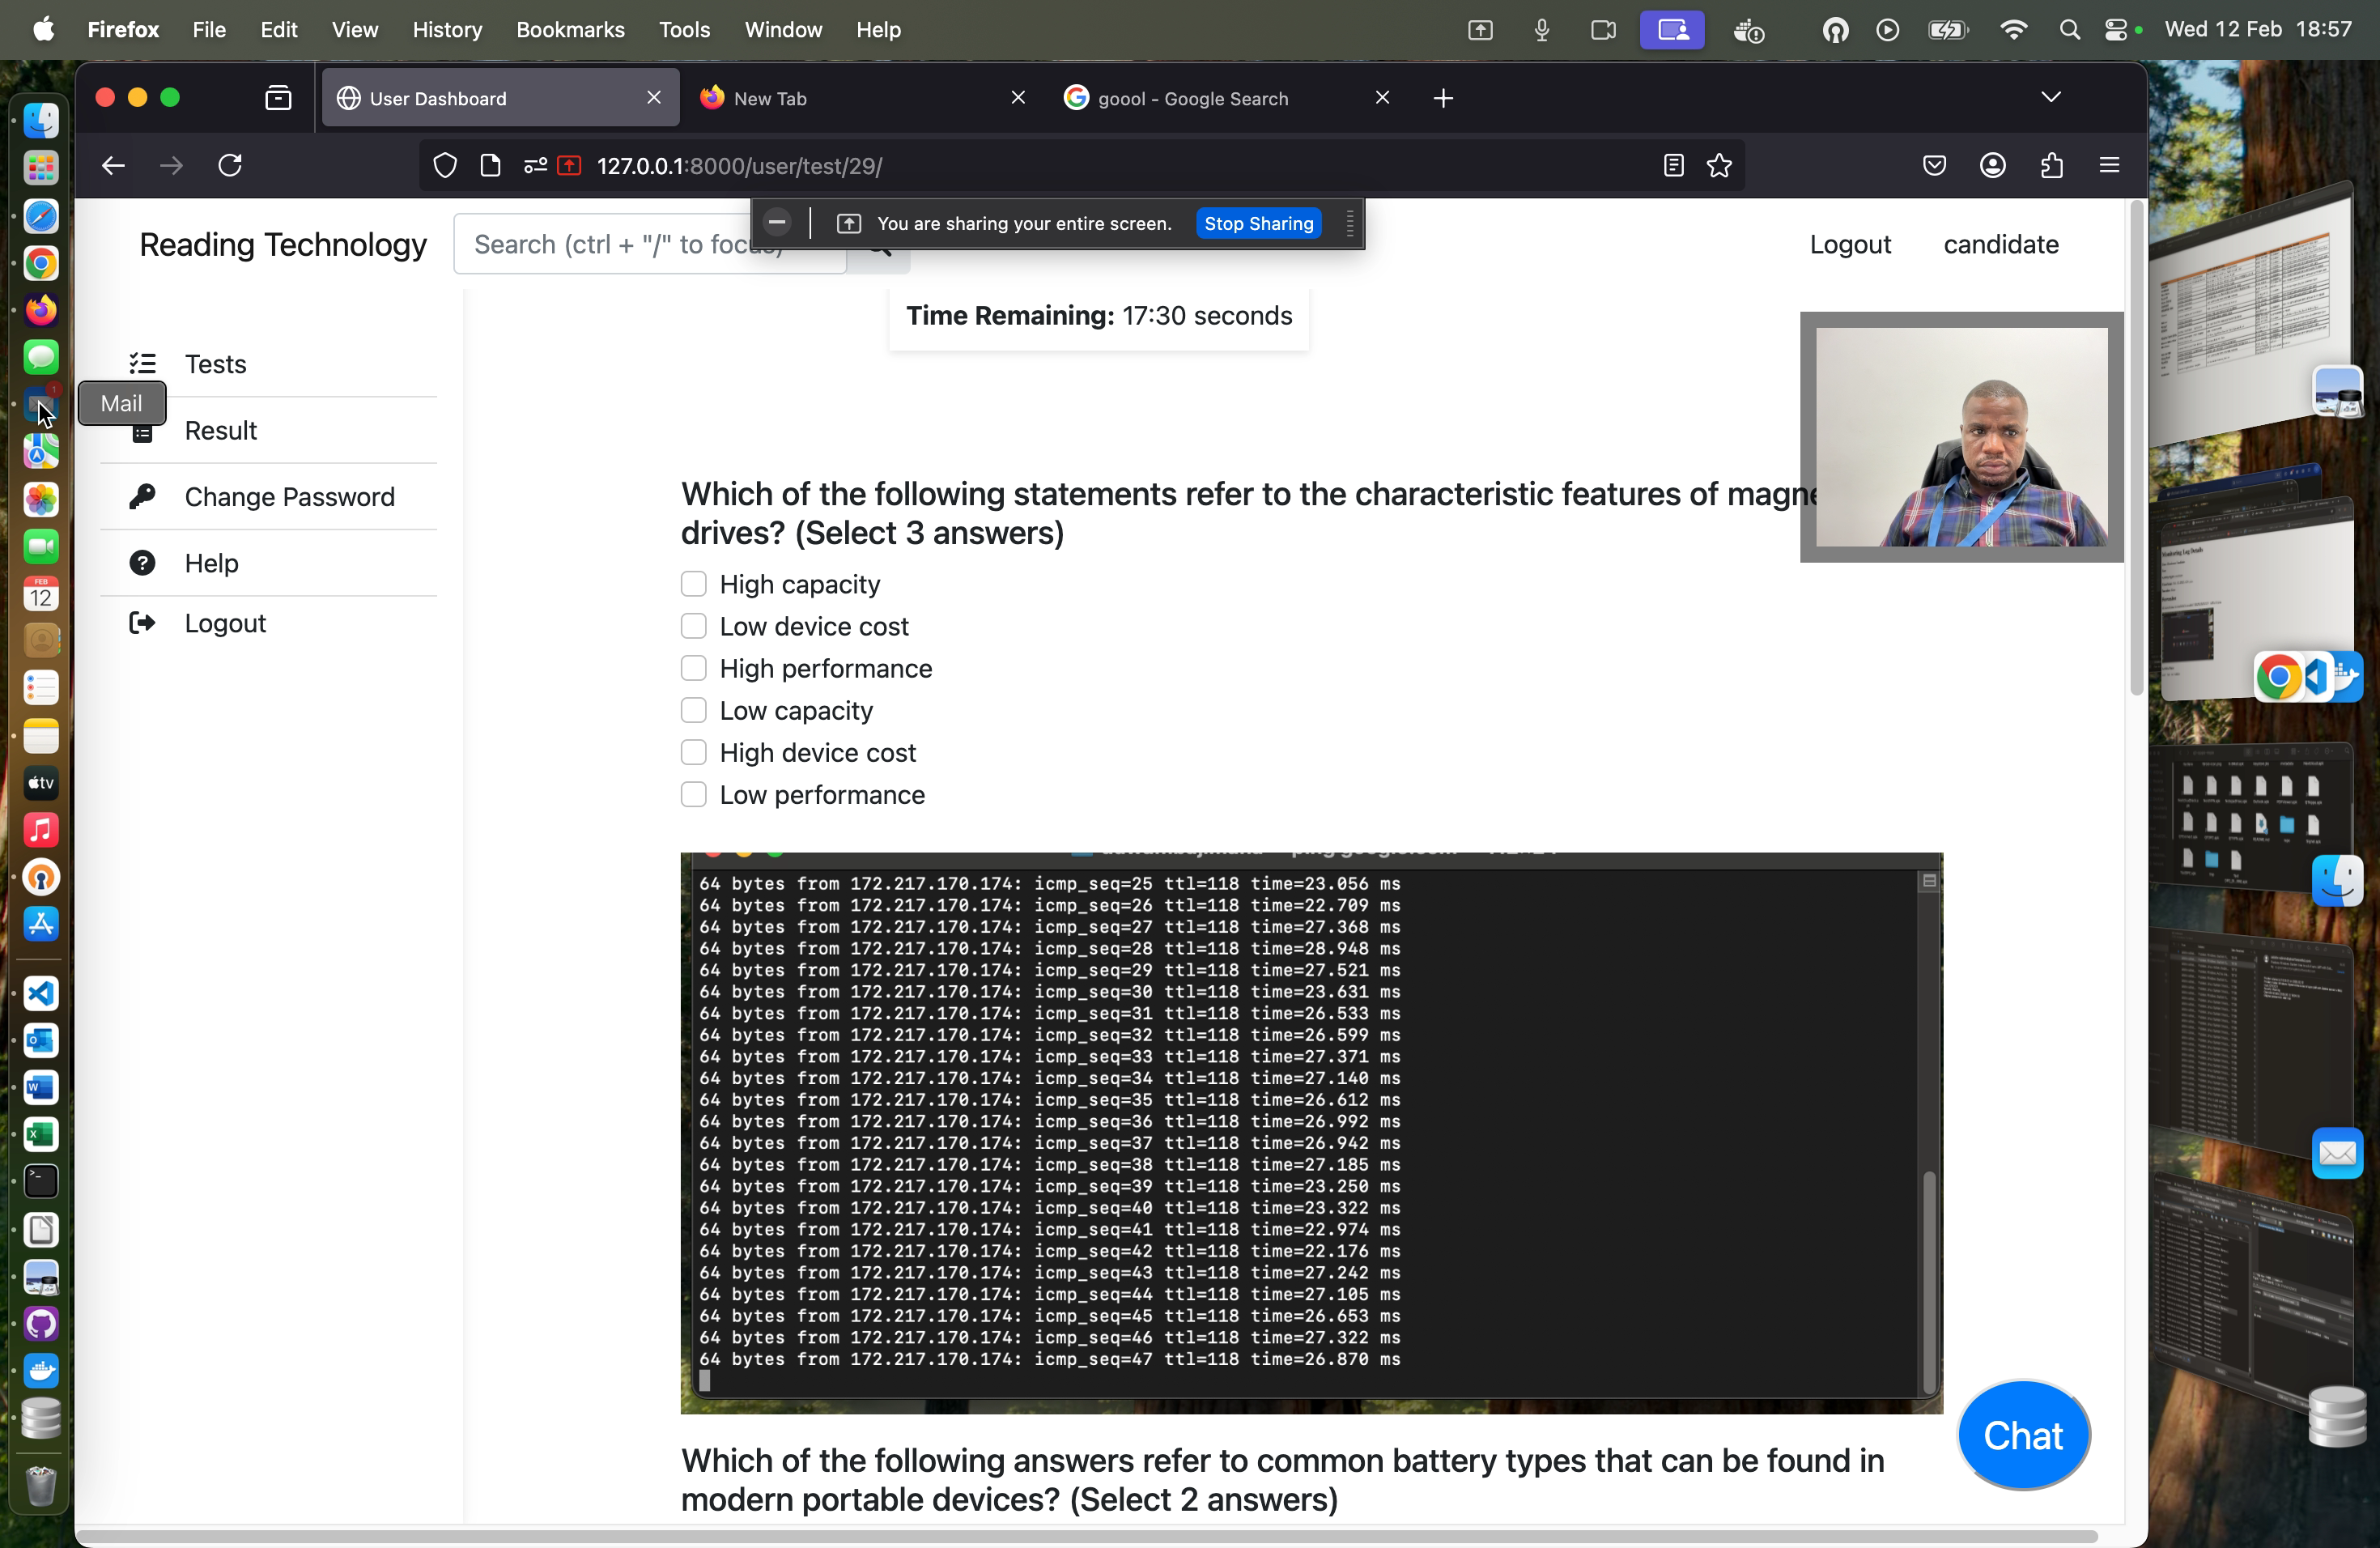 Firefox File Edit View History Bookmarks Tools Window Help
Wed 12 Feb 18:57
User Dashboard
New Tab
goool - Google Search
127.0.0.1:8000/user/test/29/
You are sharing your entire screen.
Stop Sharing
Reading Technology
Search (ctrl + "/" to
Logout
candidate
Time Remaining: 17:30 seconds
Tests
Mail
Result
Change Password
Help
Logout
Which of the following statements refer to the characteristic features of
drives? (Select 3 answers)
High capacity
Low device cost
High performance
Low capacity
High device cost
Low performance
64 bytes from 172.217.170.174: icmp_seq=25 ttl=118 time=23.056 ms
64 bytes from 172.217.170.174: icmp_seq=26 ttl=118 time=22.709 ms
64 bytes from 172.217.170.174: icmp_seq=27 ttl=118 time=27.368 ms
64 bytes from 172.217.170.174: icmp_seq=28 ttl=118 time=28.948 ms
64 bytes from 172.217.170.174: icmp_seq=29 ttl=118 time=27.521 ms
64 bytes from 172.217.170.174: icmp_seq=30 ttl=118 time=23.631 ms
64 bytes from 172.217.170.174: icmp_seq=31 ttl=118 time=26.533 ms
64 bytes from 172.217.170.174: icmp_seq=32 ttl=118 time=26.599 ms
64 bytes from 172.217.170.174: icmp_seq=33 ttl=118 time=27.371 ms
64 bytes from 172.217.170.174: icmp_seq=34 ttl=118 time=27.140 ms
64 bytes from 172.217.170.174: icmp_seq=35 ttl=118 time=26.612 ms
64 bytes from 172.217.170.174: icmp_seq=36 ttl=118 time=26.992 ms
64 bytes from 172.217.170.174: icmp_seq=37 ttl=118 time=26.942 ms
64 bytes from 172.217.170.174: icmp_seq=38 ttl=118 time=27.185 ms
64 bytes from 172.217.170.174: icmp_seq=39 ttl=118 time=23.250 ms
64 bytes from 172.217.170.174: icmp_seq=40 ttl=118 time=23.322 ms
64 bytes from 172.217.170.174: icmp_seq=41 ttl=118 time=22.974 ms
64 bytes from 172.217.170.174: icmp_seq=42 ttl=118 time=22.176 ms
64 bytes from 172.217.170.174: icmp_seq=43 ttl=118 time=27.242 ms
64 bytes from 172.217.170.174: icmp_seq=44 ttl=118 time=27.105 ms
64 bytes from 172.217.170.174: icmp_seq=45 ttl=118 time=26.653 ms
64 bytes from 172.217.170.174: icmp_seq=46 ttl=118 time=27.322 ms
64 bytes from 172.217.170.174: icmp_seq=47 ttl=118 time=26.870 ms
Chat
Which of the following answers refer to common battery types that can be found in
modern portable devices? (Select 2 answers)
FEB
12
tv